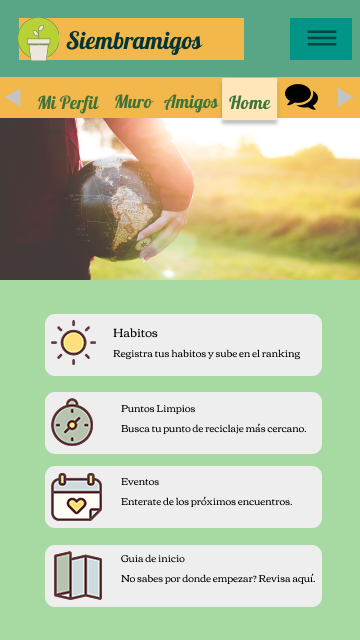 Siembramigos
Mi Perfil Muro Amigos Home
Habitos
Registra tus habitos y sube en el ranking
Puntos Limpios
Busca tu punto de reciclaje más cercano.
Eventos
Enterate de los próximos encuentros.
Guia de inicio
No sabes por donde empezar? Revisa aquí.